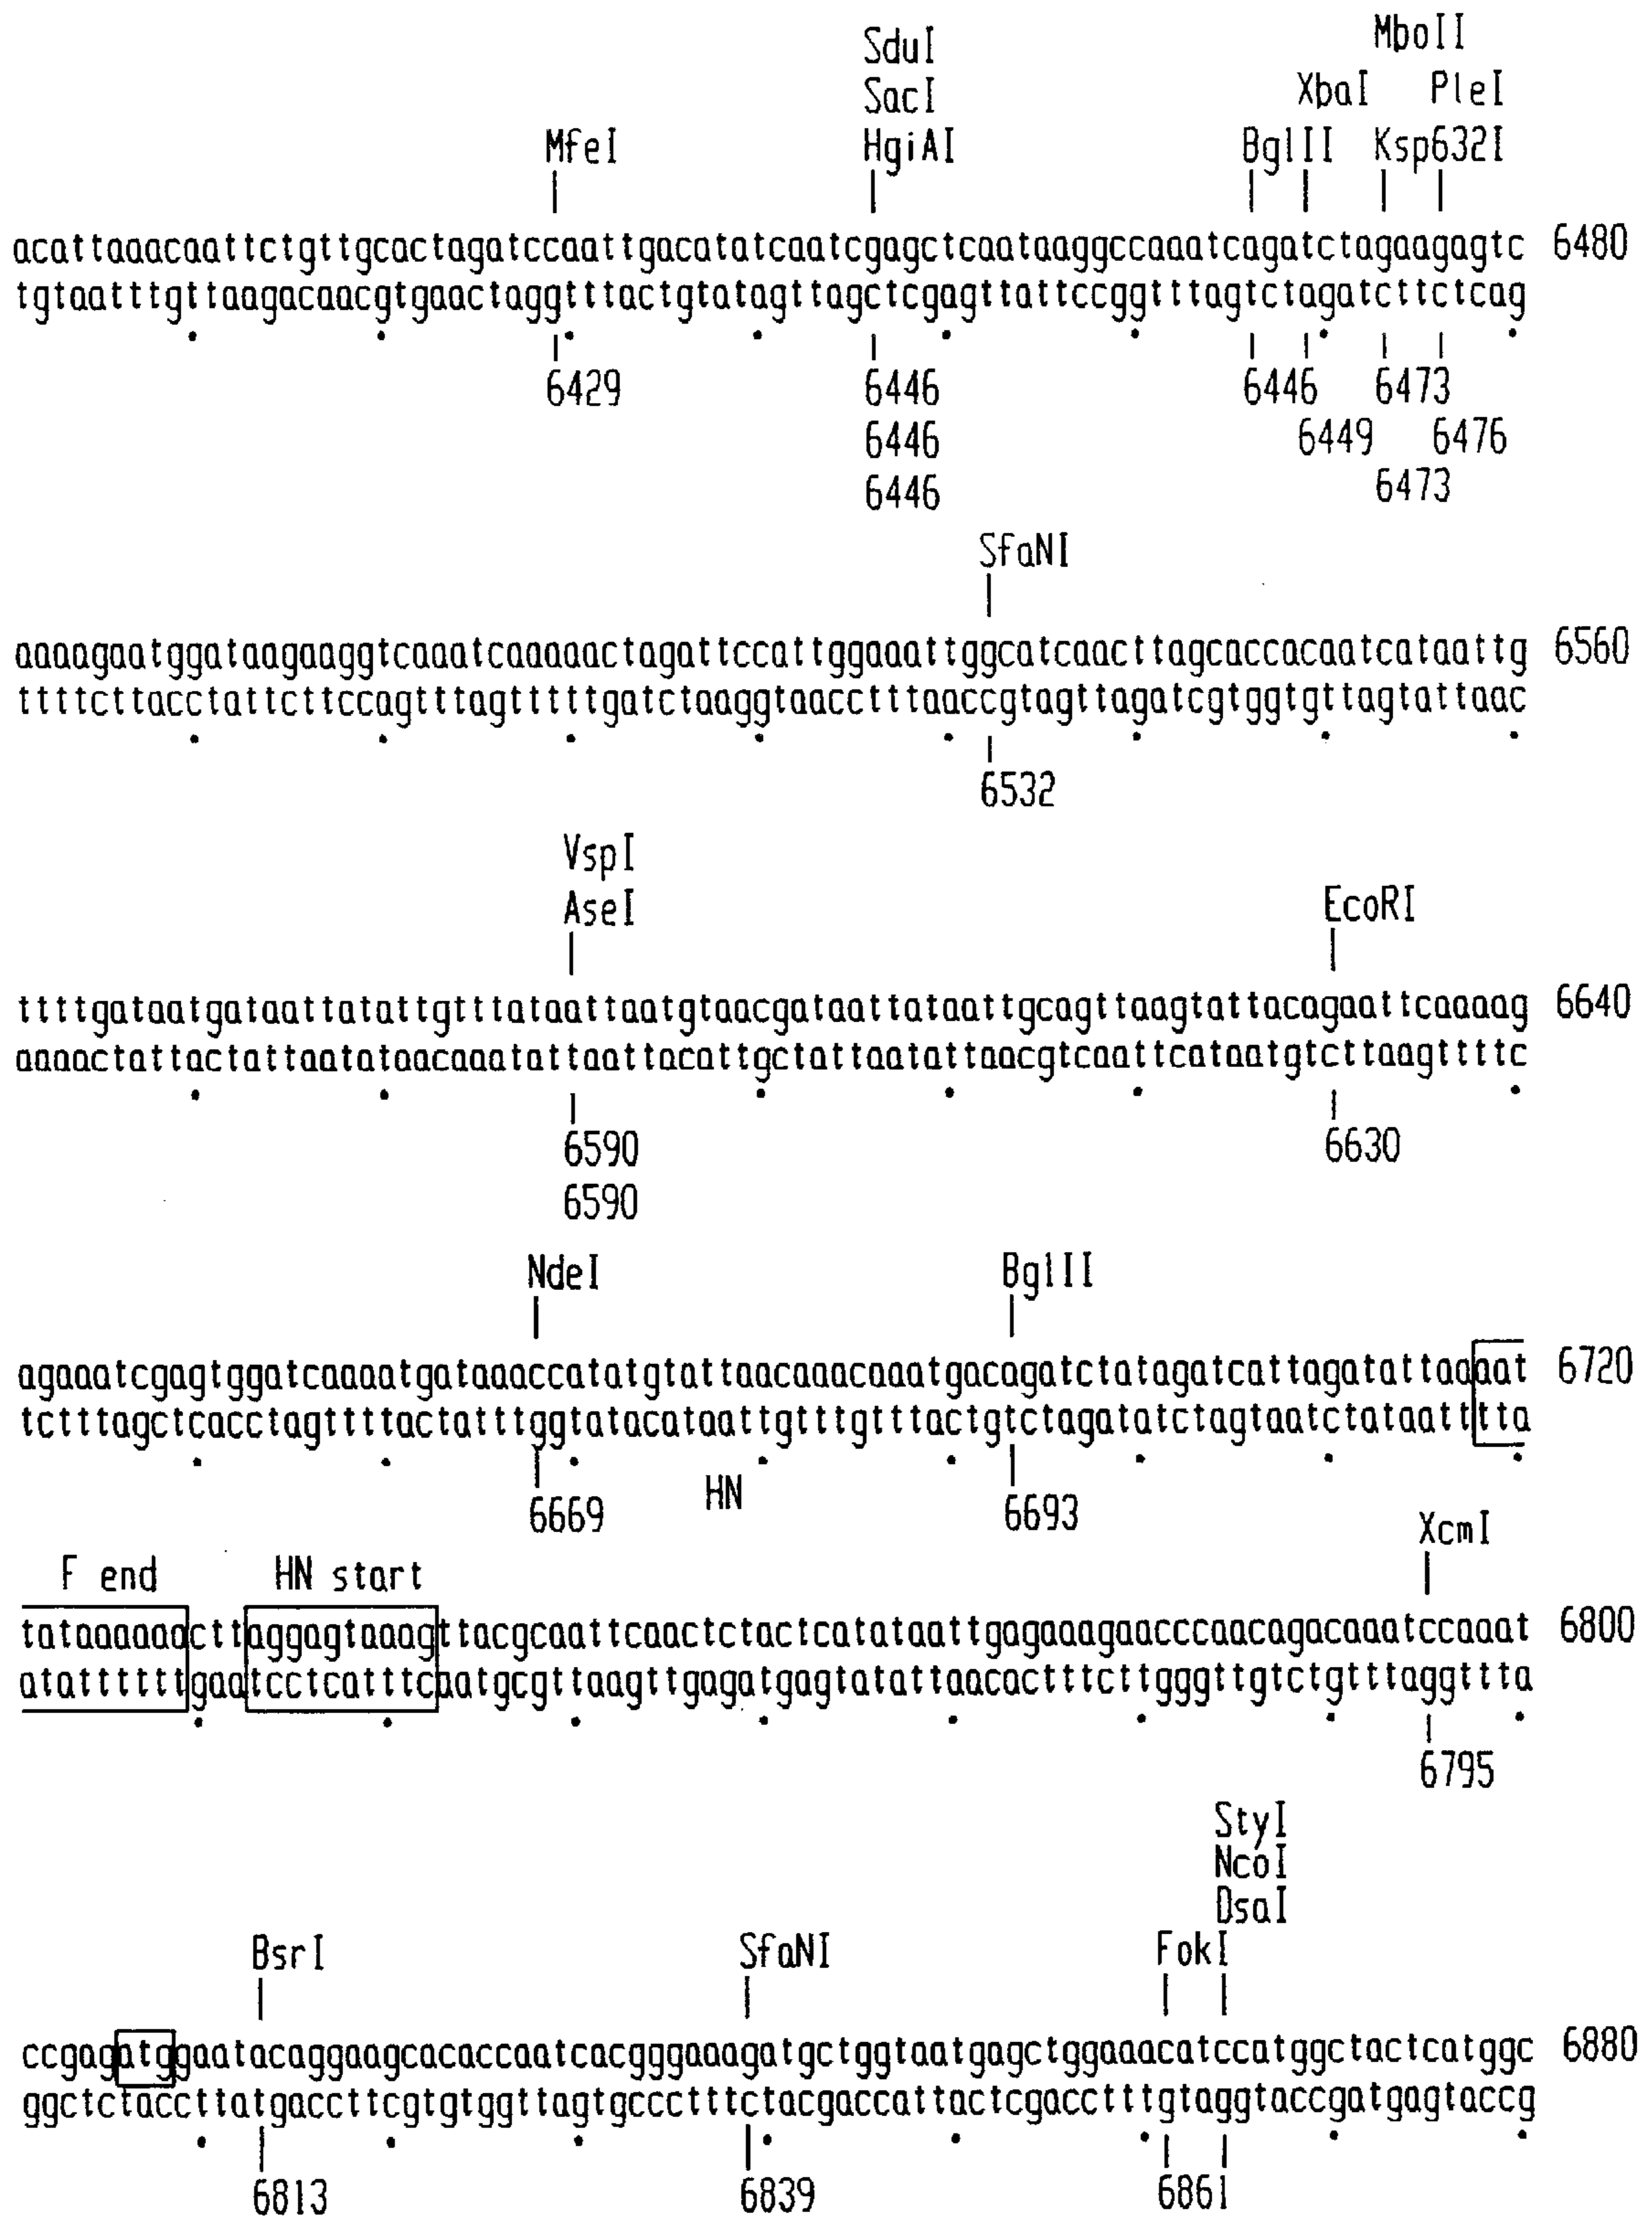 MboII
SduI
XbaI PleI
SacI
MfeI HgiAI BglII Ksp632I
acattaaacaattctgttgcactagatccaattgacatatcaatcgagctcaataaggccaaatcagatctagaagagtc 6480
tgtaatttgttaagacaacgtgaactaggtttactgtatagttagctcgagttattccggtttagtctagatcttctcag
6429 6446 6446 6473
6446 6449 6476
6446 6473
SfaNI
aaaagaatggataagaaggtcaaatcaaaaactagattccattggaaattggcatcaacttagcaccacaatcataattg 6560
ttttcttacctattcttccagtttagtttttgatctaaggtaacctttaaccgtagttagatcgtggtgttagtattaac
6532
VspI
AseI EcoRI
ttttgataatgataattatattgtttataattaatgtaacgataattataattgcagttaagtattacagaattcaaaag 6640
aaaactattactattaatataacaaatattaattacattgctattaatattaacgtcaattcataatgtcttaagttttc
6590 6630
6590
NdeI BglII
agaaatcgagtggatcaaaatgataaaccatatgtattaacaaacaaatgacagatctatagatcattagatattaaaat 6720
tctttagctcacctagttttactatttggtatacataattgtttgtttactgtctagatatctagtaatctataatttta
6669 HN 6693
XcmI
F end HN start
tataaaaaacttaggagtaaagttacgcaattcaactctactcatataattgagaaagaacccaacagacaaatccaaat 6800
atattttttgaatcctcatttcaatgcgttaagttgagatgagtatattaacactttcttgggttgtctgtttaggttta
6795
StyI
NcoI
DsaI
BsrI SfaNI FokI
ccgagatggaatacaggaagcacaccaatcacgggaaagatgctggtaatgagctggaaacatccatggctactcatggc 6880
ggctctaccttatgaccttcgtgtggttagtgccctttctacgaccattactcgacctttgtaggtaccgatgagtaccg
6813 6839 6861